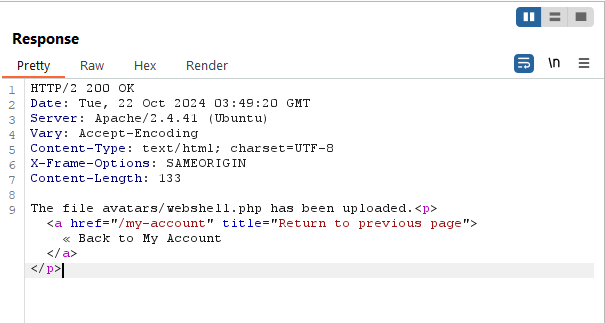 Response
Pretty Raw Hex Render \n
1 HTTP/2 200 OK
2 Date: Tue, 22 Oct 2024 03:49:20 GMT
3 Server: Apache/2.4.41 (Ubuntu)
4 Vary: Accept-Encoding
5 Content-Type: text/html; charset=UTF-8
6 X-Frame-Options: SAMEORIGIN
7 Content-Length: 133
8
9 The file avatars/webshell.php has been uploaded.<p>
<a href="/my-account" title="Return to previous page">
« Back to My Account
</a>
</p>